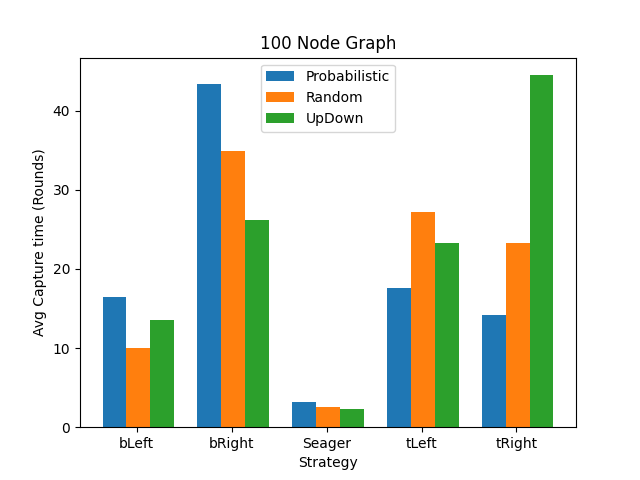 100 Node Graph
Probabilistic
Random
UpDown
Avg Capture time (Rounds)
40
30
20
10
0
bLeft bRight Seager tLeft tRight
Strategy